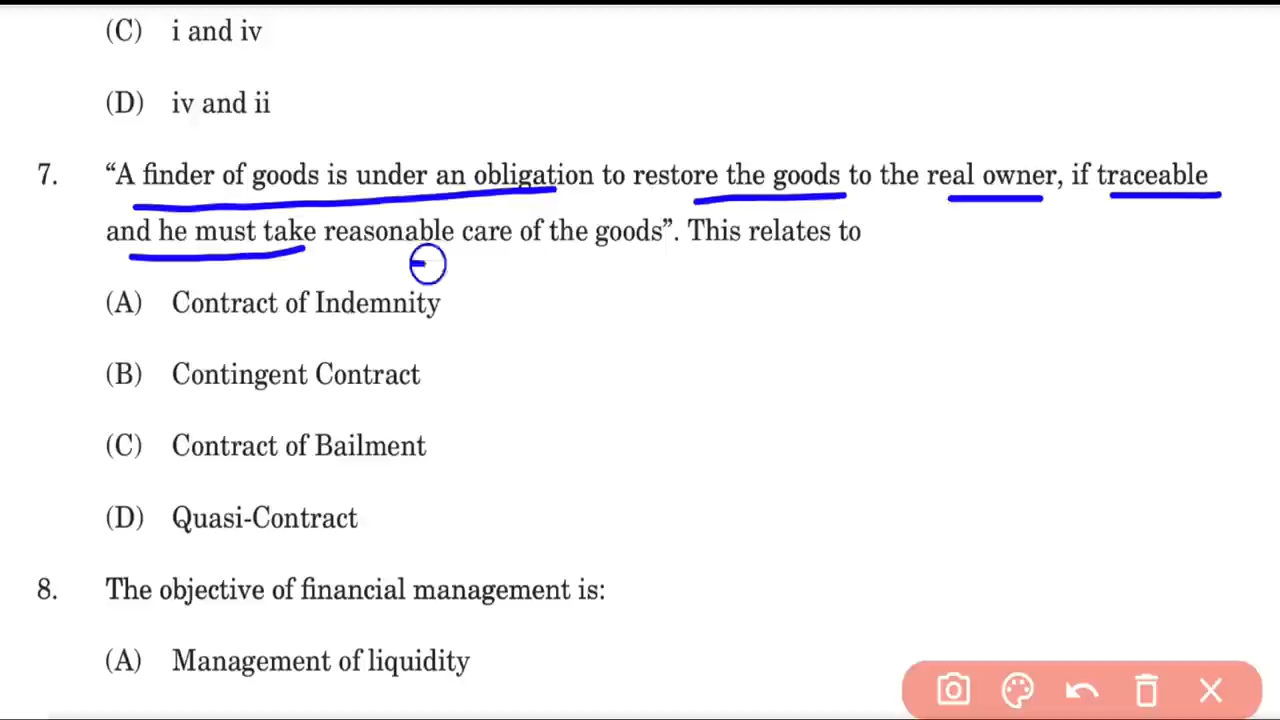 (C) i and iv
(D) iv and ii
7. “A finder of goods is under an obligation to restore the goods to the real owner, if traceable
and he must take reasonable care of the goods”. This relates to
(A) Contract of Indemnity
(B) Contingent Contract
(C) Contract of Bailment
(D) Quasi-Contract
8. The objective of financial management is:
(A) Management of liquidity